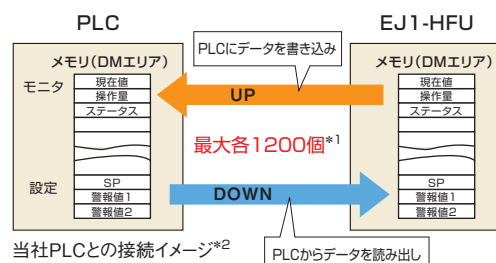 PLC
EJ1-HFU
PLCにデータを書き込み
メモリ(DMエリア)
メモリ(DMエリア)
モニタ
現在値
操作量
ステータス
UP
現在値
操作量
ステータス
最大各1200個*1
設定
SP
警報値1
警報値2
DOWN
SP
警報値1
警報値2
当社PLCとの接続イメージ*2
PLCからデータを読み出し